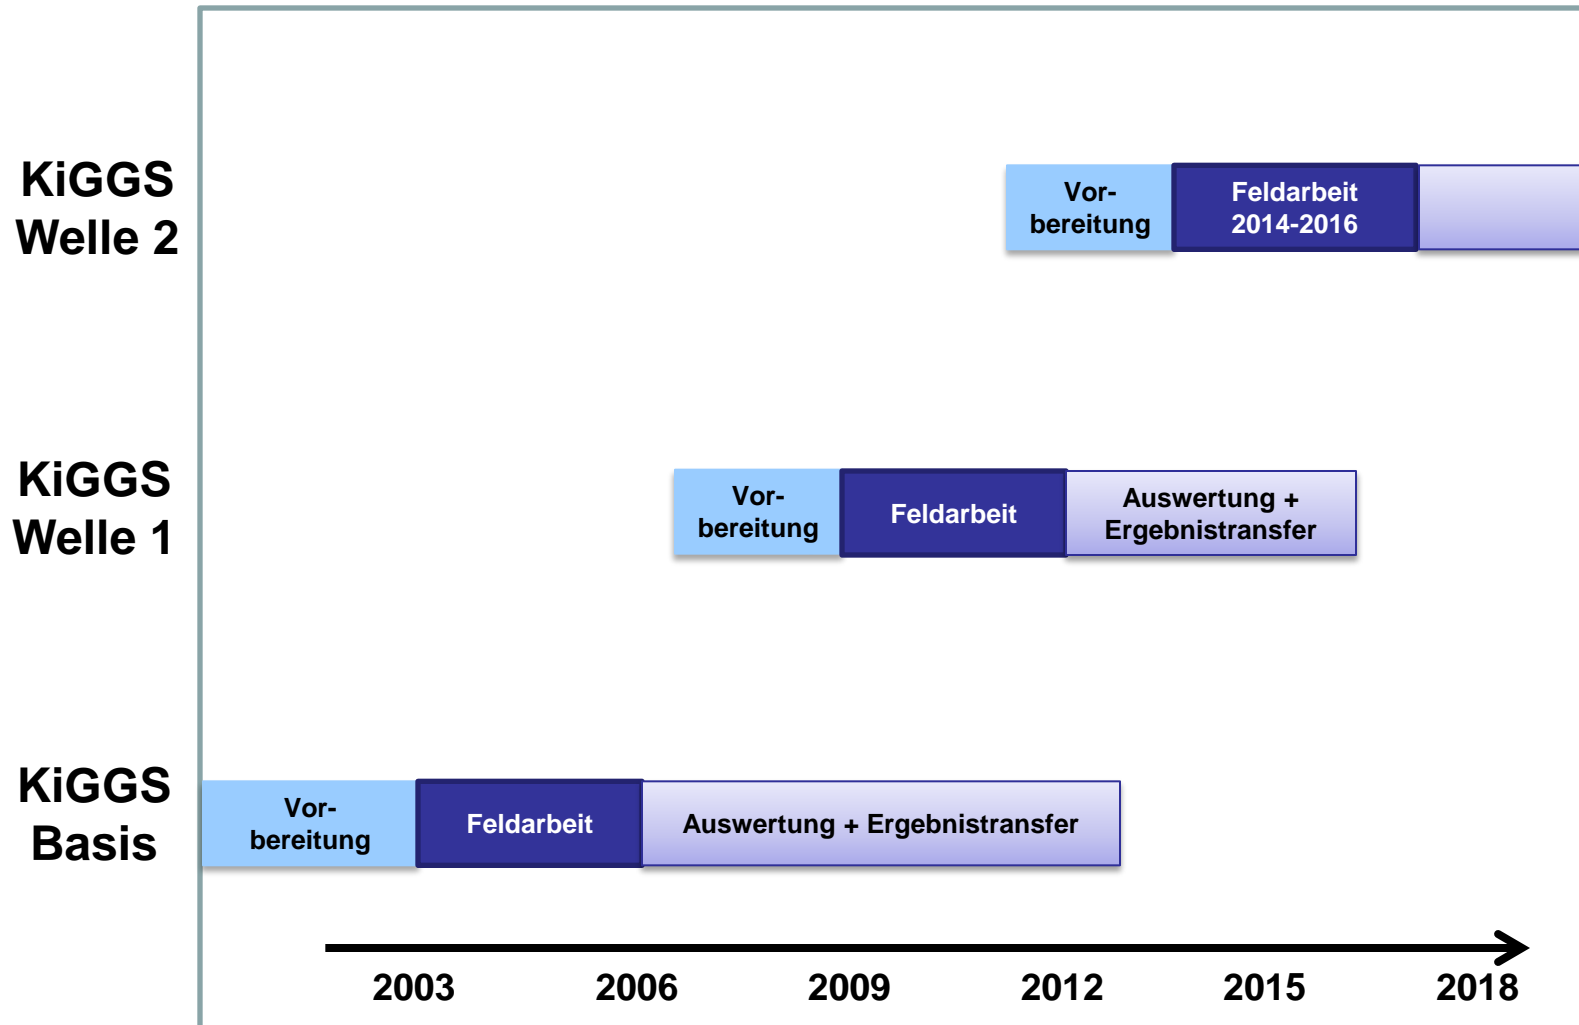 KiGGS
Welle 2
Vor-
bereitung
Feldarbeit
2014-2016
KiGGS
Welle 1
Vor-
bereitung
Feldarbeit
Auswertung +
Ergebnistransfer
KiGGS
Basis
Vor-
bereitung
Feldarbeit
Auswertung + Ergebnistransfer
2003 2006 2009 2012 2015 2018